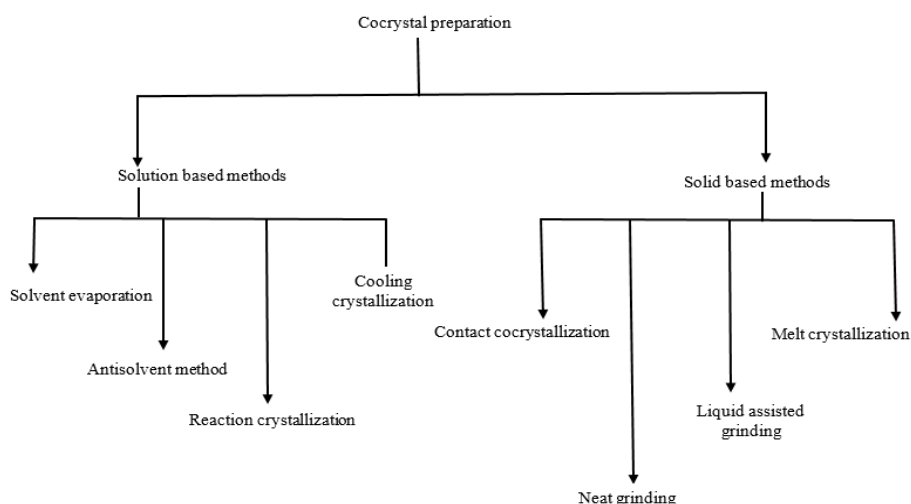 Cocrystal preparation
Solution based methods
Solid based methods
Solvent evaporation
Antisolvent method
Reaction crystallization
Cooling
crystallization
Contact cocrystallization
Neat grinding
Liquid assisted
grinding
Melt crystallization